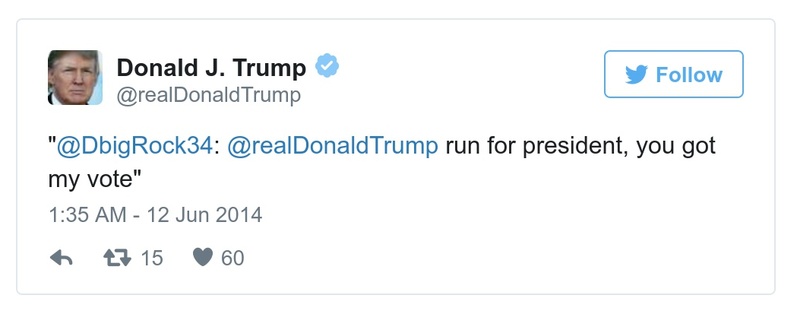 Donald J. Trump
@realDonaldTrump
Follow
"@DbigRock34: @realDonaldTrump run for president, you got
my vote"
1:35 AM - 12 Jun 2014
15 60